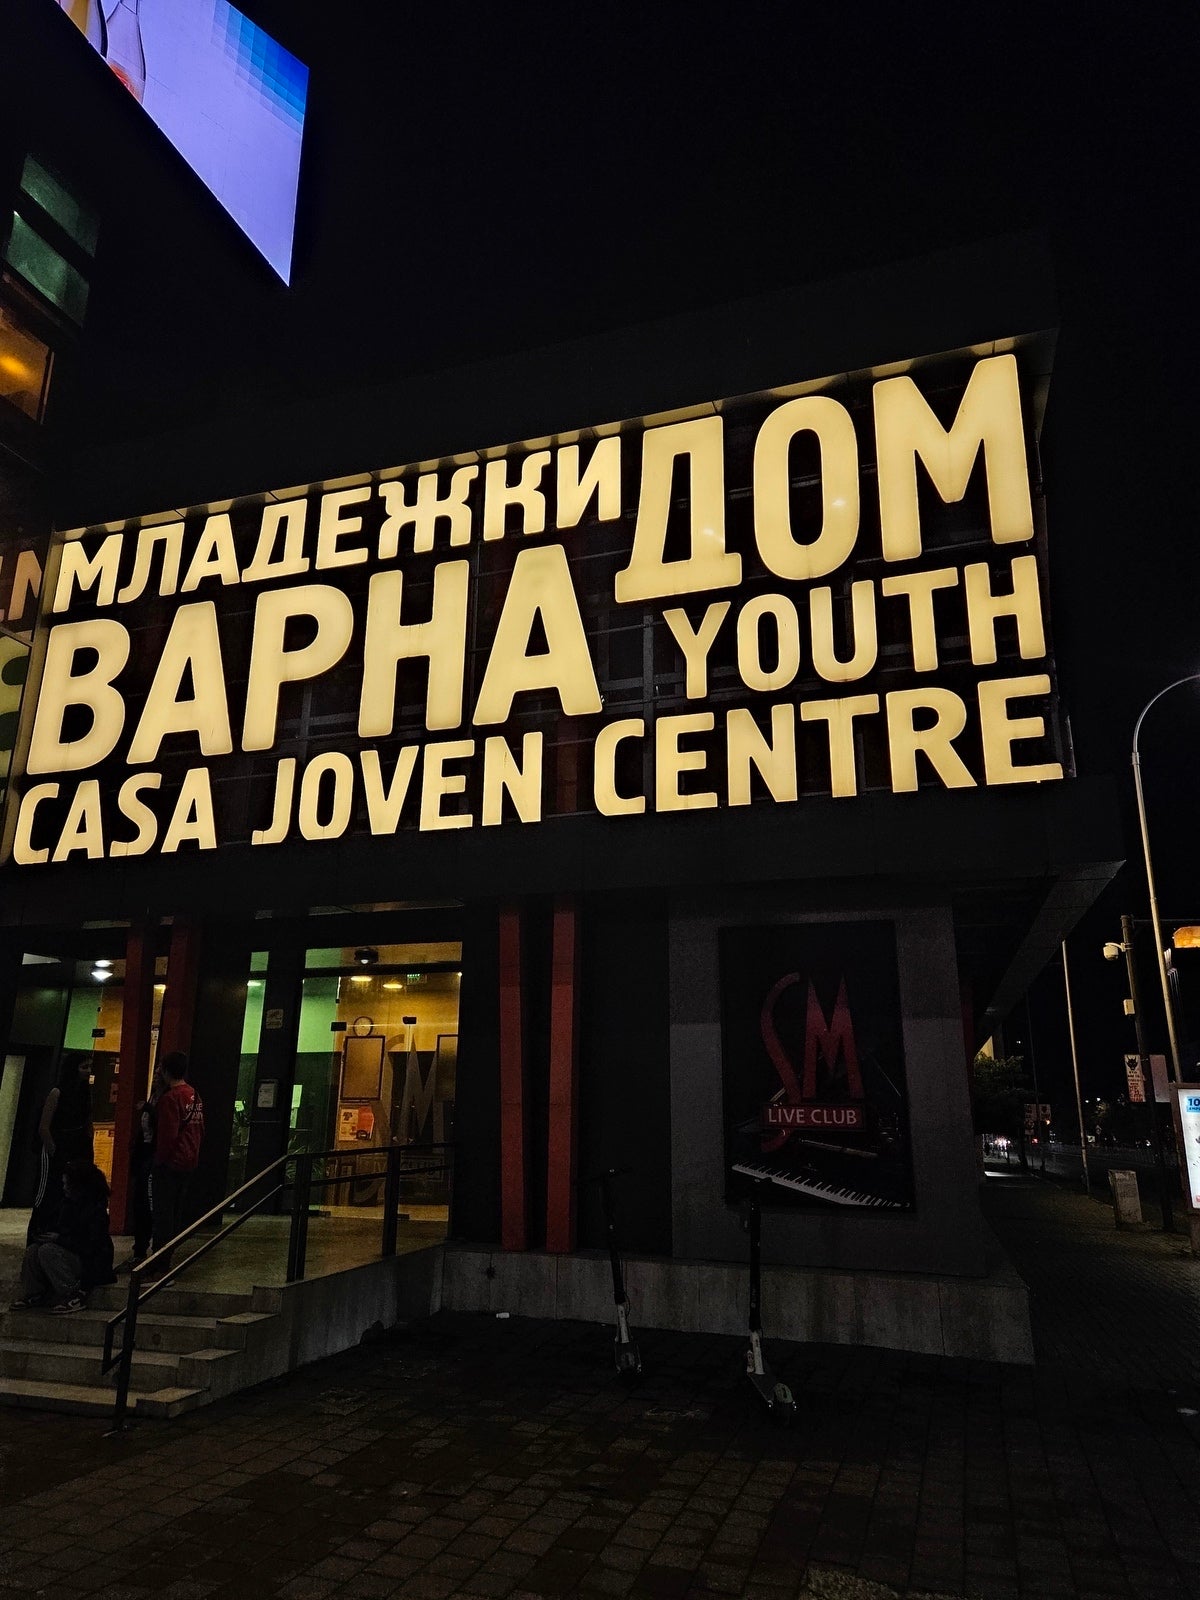 МЛАДЕЖКИ ДОМ
ВАРНА YOUTH
CASA JOVEN CENTRE
SM
LIVE CLUB